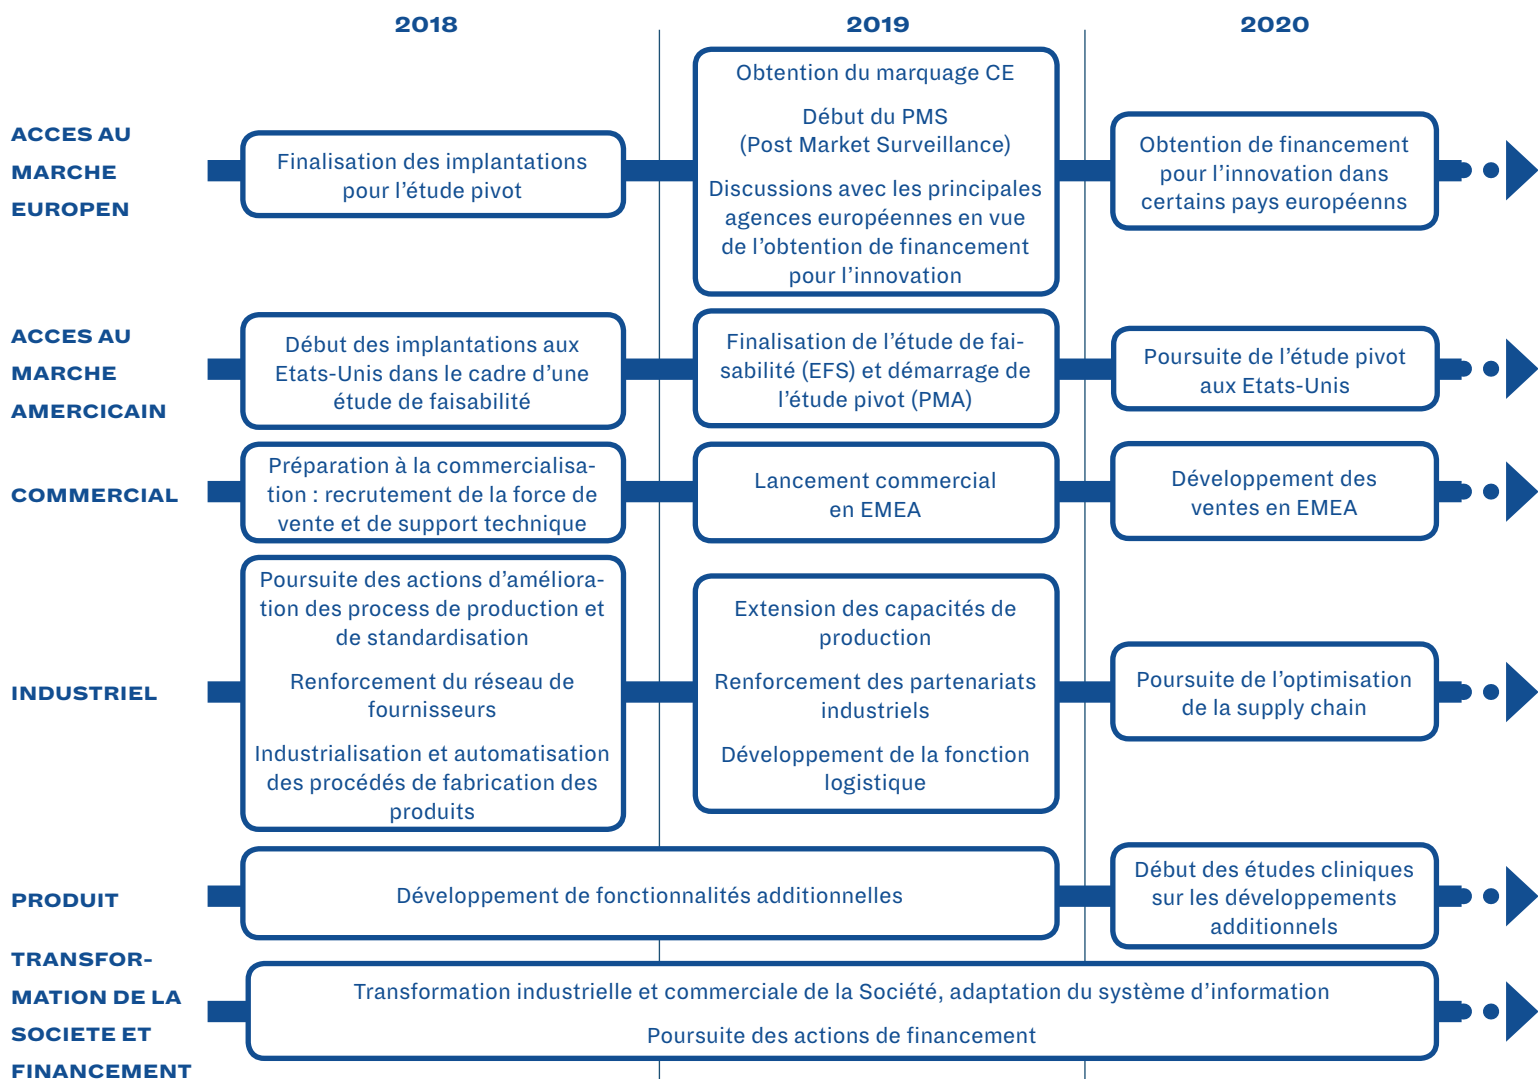 2018
2019
2020
ACCES AU
MARCHE
EUROPEN
Finalisation des implantations
pour l'étude pivot
Obtention du marquage CE
Début du PMS
(Post Market Surveillance)
Discussions avec les principales
agences européennes en vue
de l'obtention de financement
pour l'innovation
Obtention de financement
pour l'innovation dans
certains pays européenns
ACCES AU
MARCHE
AMERCICAIN
Début des implantations aux
Etats-Unis dans le cadre d'une
étude de faisabilité
Finalisation de l'étude de fai-
sabilité (EFS) et démarrage de
l'étude pivot (PMA)
Poursuite de l'étude pivot
aux Etats-Unis
COMMERCIAL
Préparation à la commercialisa-
tion : recrutement de la force de
vente et de support technique
Lancement commercial
en EMEA
Développement des
ventes en EMEA
INDUSTRIEL
Poursuite des actions d'améliora-
tion des process de production et
de standardisation
Renforcement du réseau de
fournisseurs
Industrialisation et automatisation
des procédés de fabrication des
produits
Extension des capacités de
production
Renforcement des partenariats
industriels
Développement de la fonction
logistique
Poursuite de l'optimisation
de la supply chain
PRODUIT
Développement de fonctionnalités additionnelles
Début des études cliniques
sur les développements
additionnels
TRANSFOR-
MATION DE LA
SOCIETE ET
FINANCEMENT
Transformation industrielle et commerciale de la Société, adaptation du système d'information
Poursuite des actions de financement